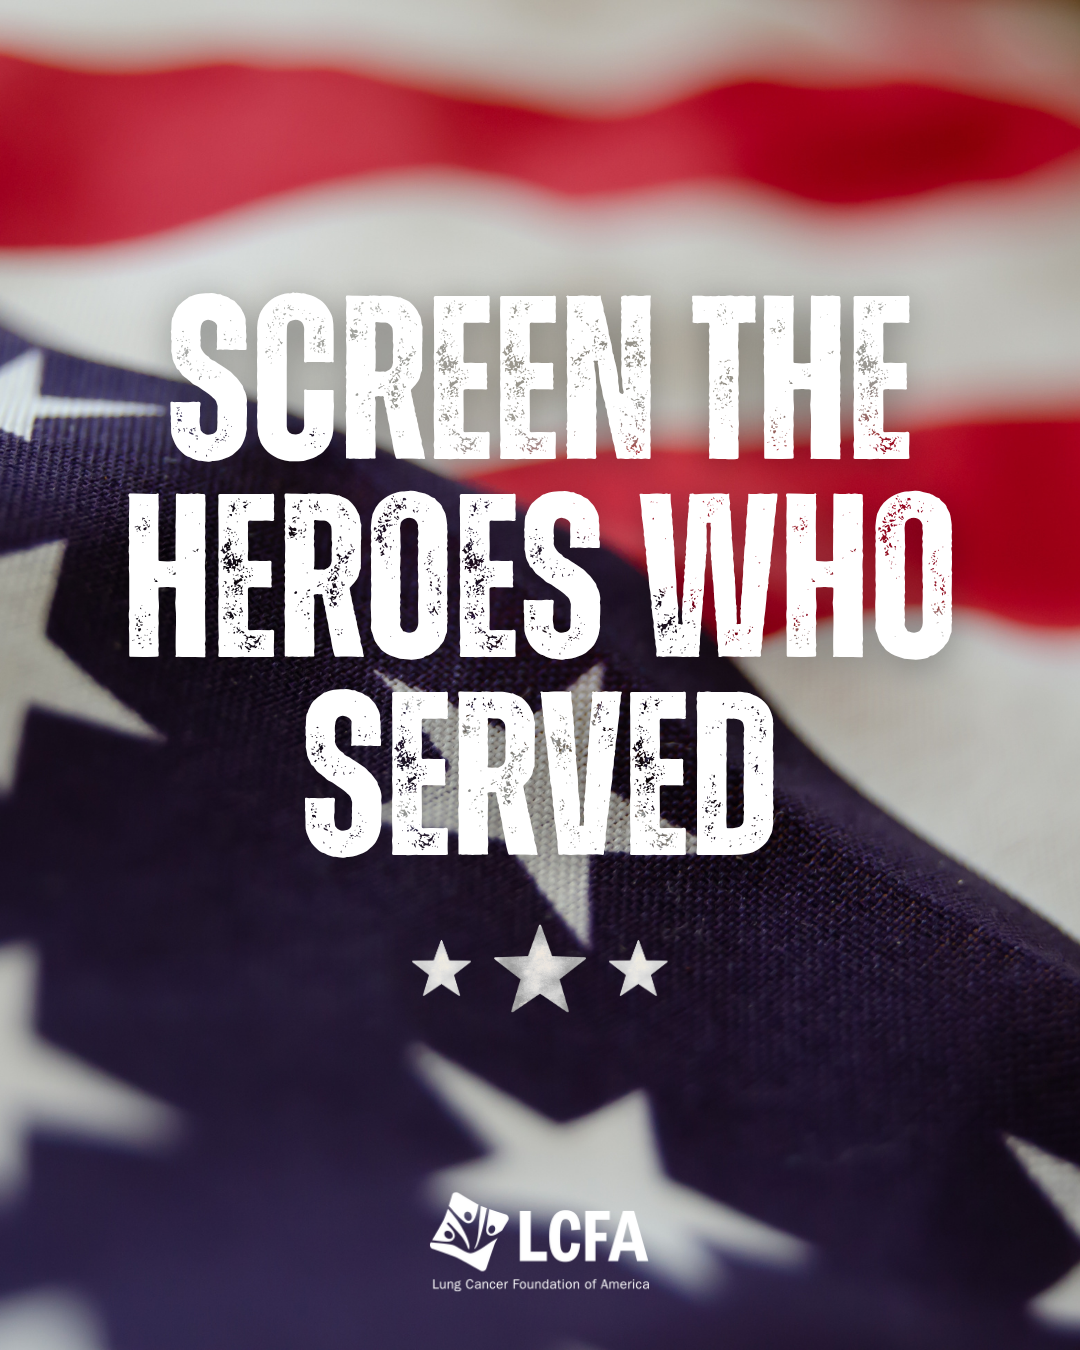 SCREEN THE
HEROES WHO
SERVED
LCFA
Lung Cancer Foundation of America